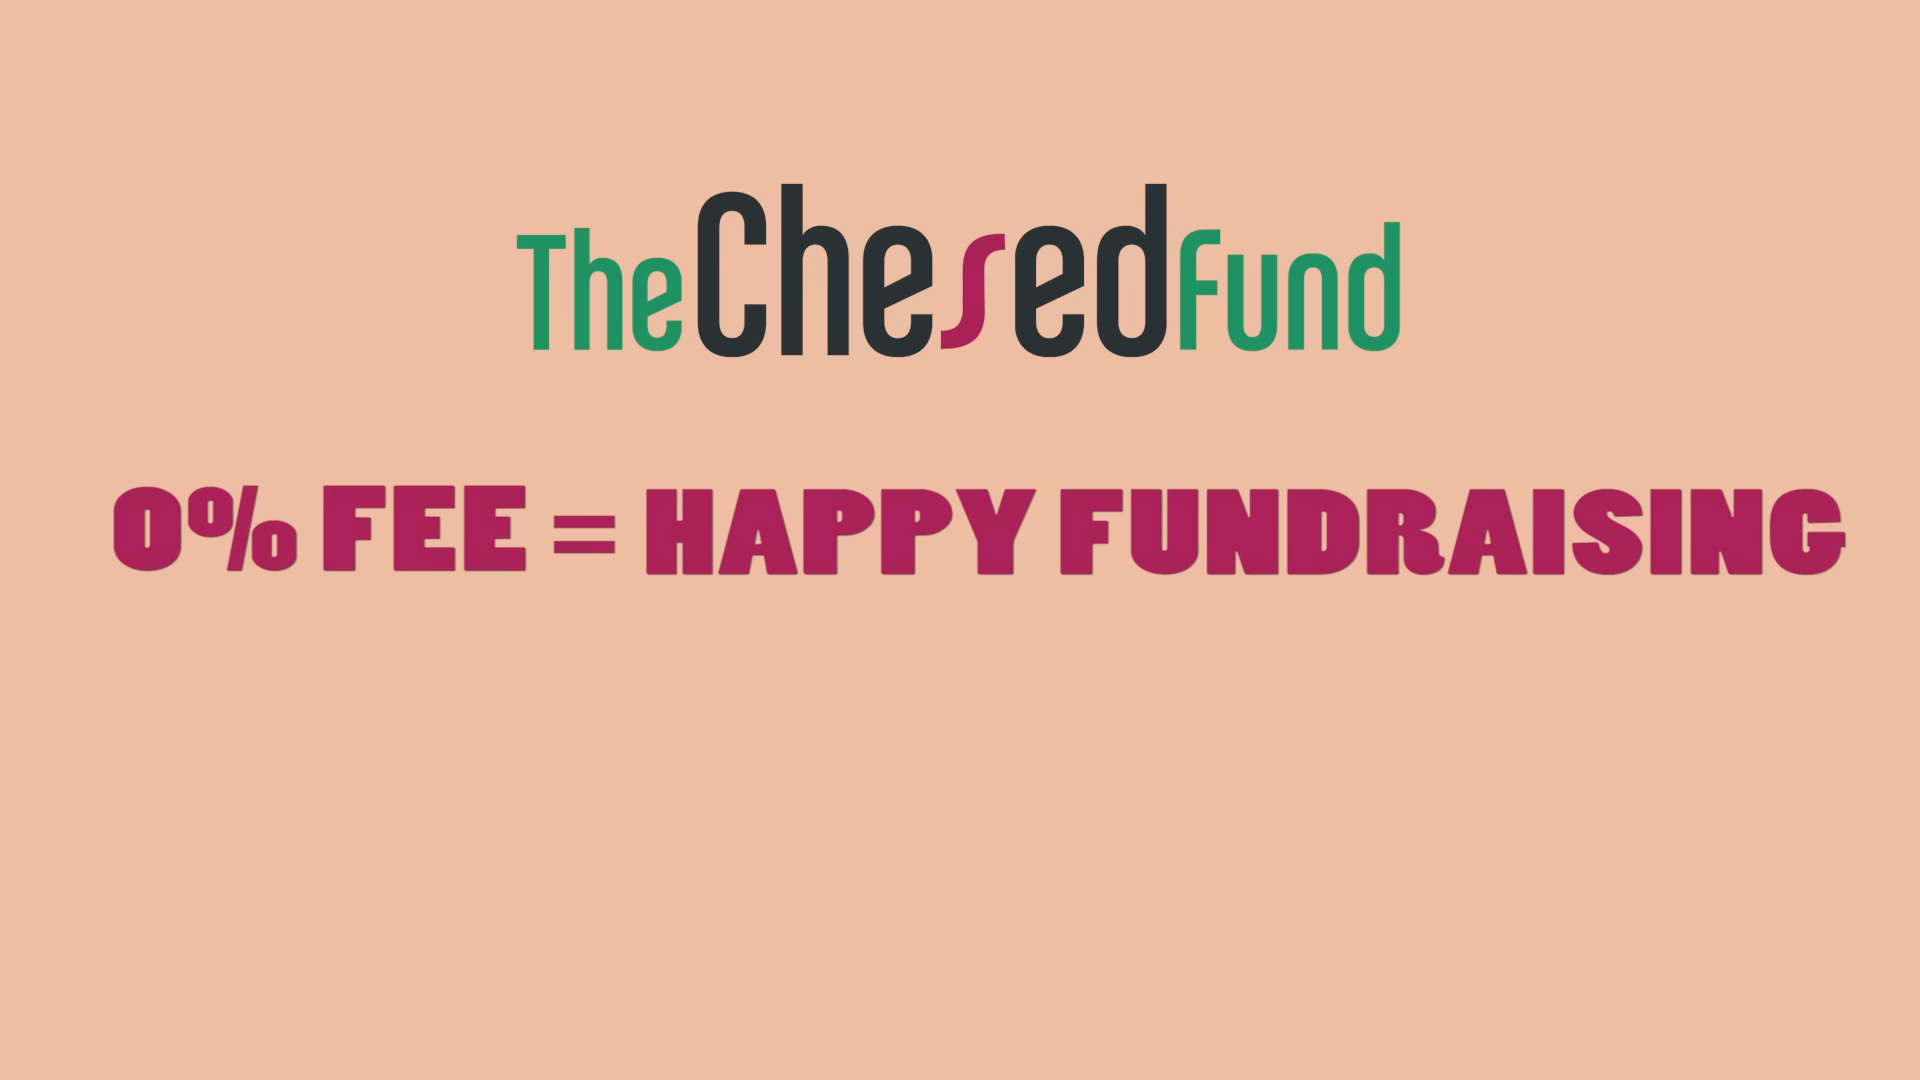 TheChesedFund
0% FEE = HAPPY FUNDRAISING